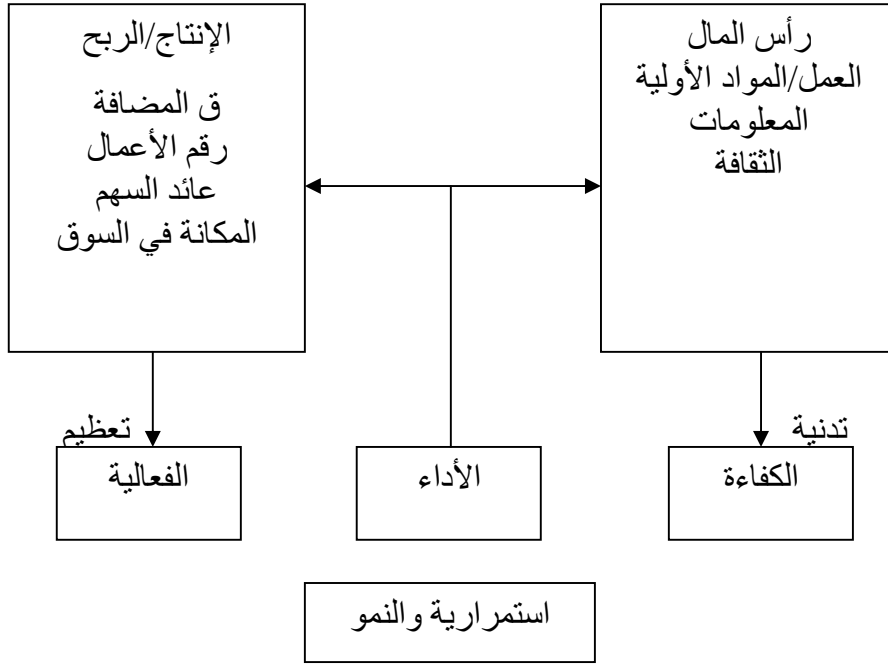 رأس المال
العمل/المواد الأولية
المعلومات
الثقافة
الإنتاج/الربح
ق المضافة
رقم الأعمال
عائد السهم
المكانة في السوق
تدنية
تعظيم
الكفاءة
الأداء
الفعالية
استمرارية والنمو